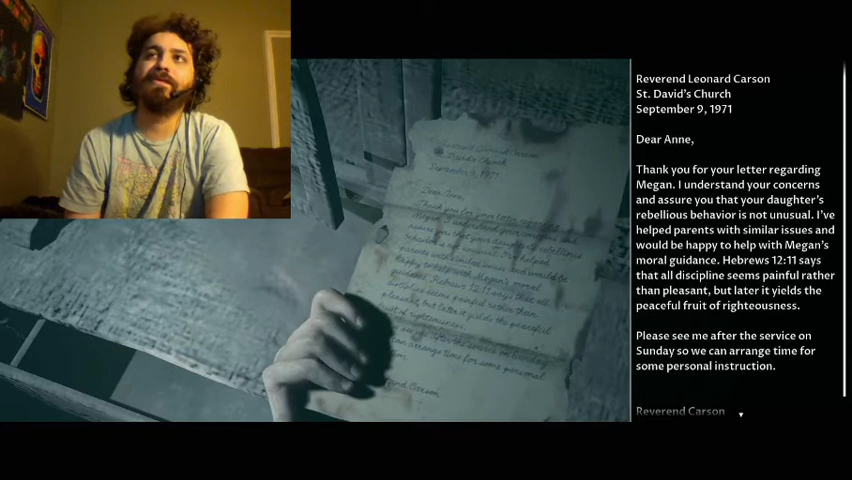 Reverend Leonard Carson
St. David's Church
September 9, 1971
Dear Anne,
Thank you for your letter regarding
Megan. I understand your concerns
and assure you that your daughter's
rebellious behavior is not unusual. I've
helped parents with similar issues and
would be happy to help with Megan's
moral guidance. Hebrews 12:11 says
that all discipline seems painful rather
than pleasant, but later it yields the
peaceful fruit of righteousness.
Please see me after the service on
Sunday so we can arrange time for
some personal instruction.
Reverend Carson